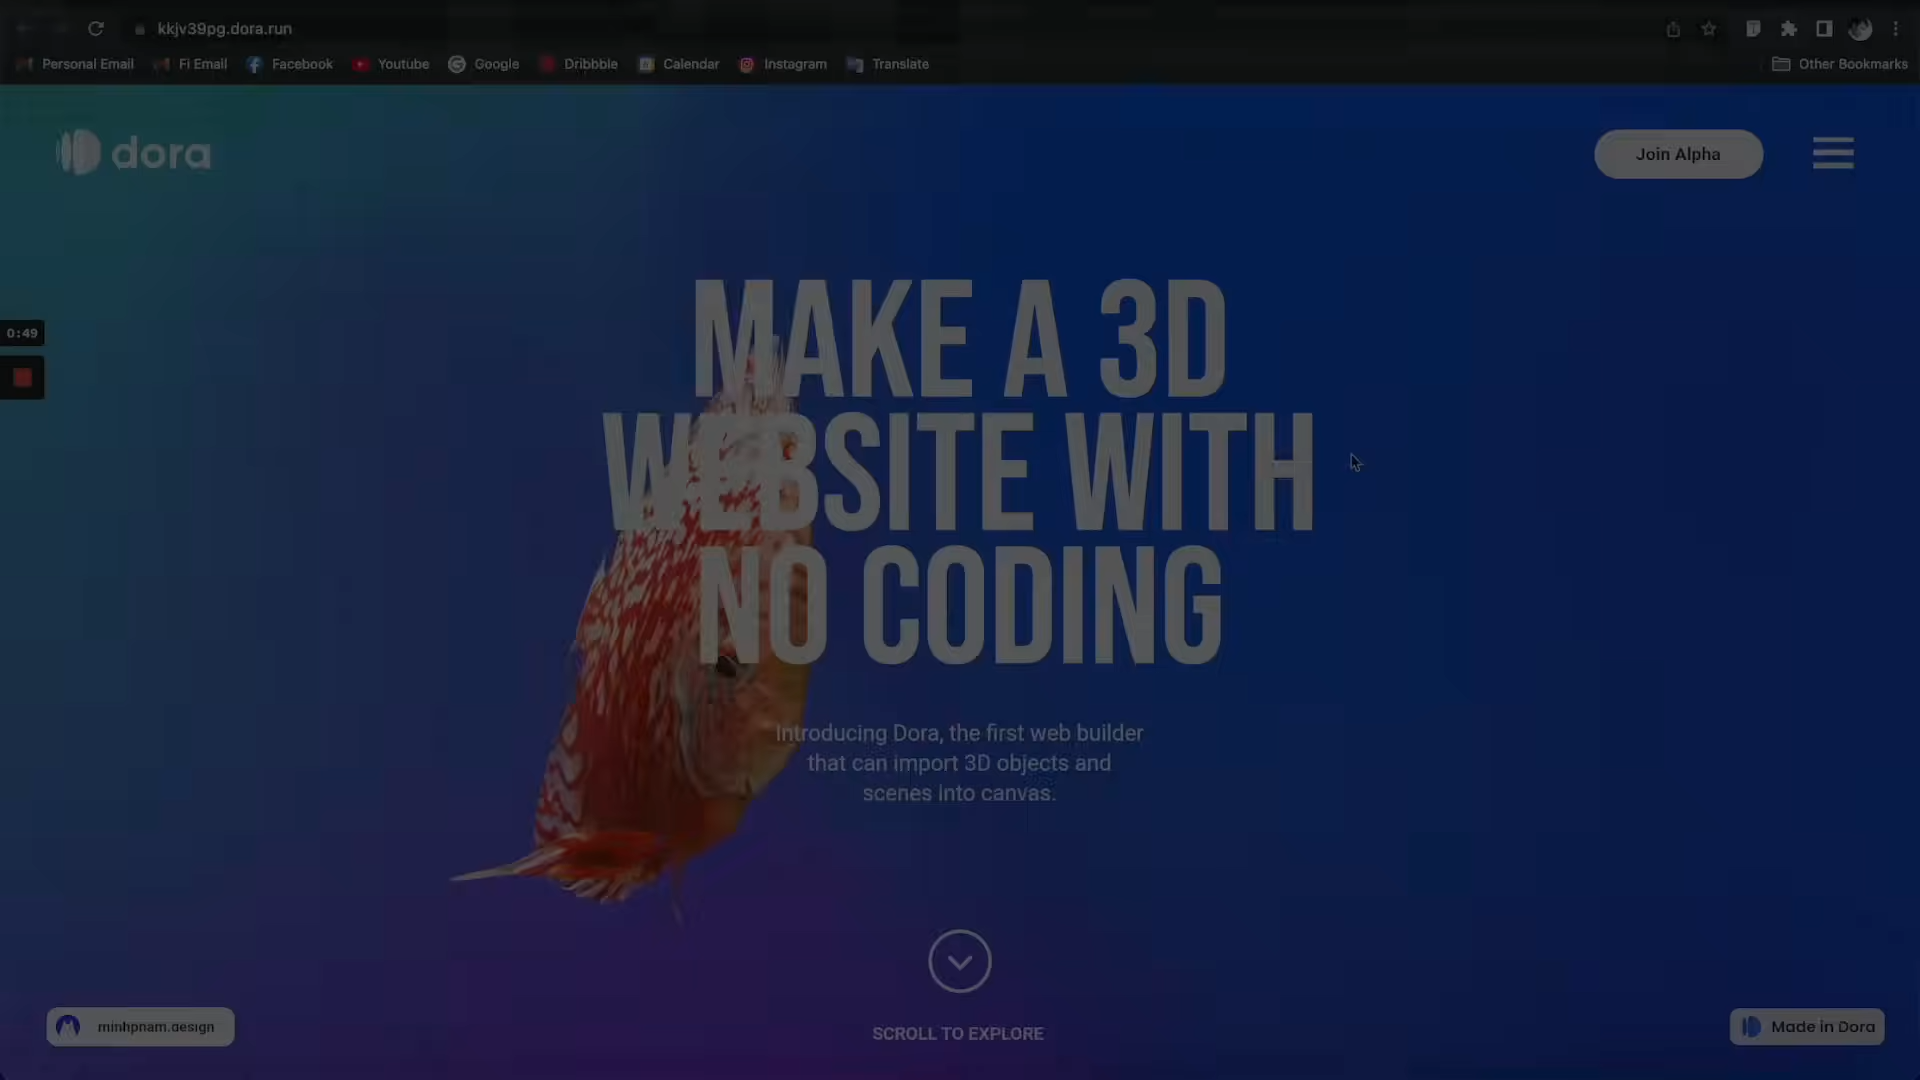 kkjv39pg.dora.run
Personal Email Fi Email Facebook Youtube Google Dribbble Calendar Instagram Translate Other Bookmarks
dora
Join Alpha
0:49
MAKE A 3D
WEBSITE WITH
NO CODING
Introducing Dora, the first web builder
that can import 3D objects and
scenes into canvas.
SCROLL TO EXPLORE
minhpnam.design
Made in Dora